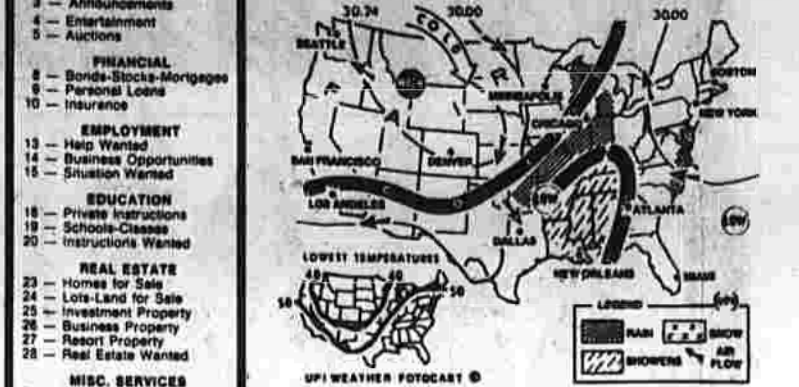 3 — Announcements
4 — Entertainment
5 — Auctions
FINANCIAL
8 — Bonds-Stocks-Mortgages
9 — Personal Loans
10 — Insurance
EMPLOYMENT
13 — Help Wanted
14 — Business Opportunities
15 — Situation Wanted
EDUCATION
18 — Private Instructions
19 — Schools-Classes
20 — Instructions Wanted
REAL ESTATE
23 — Homes for Sale
24 — Lots-Land for Sale
25 — Investment Property
26 — Business Property
27 — Resort Property
28 — Real Estate Wanted
MISC. SERVICES
30.74 30.00 30.00
COLD
SEATTLE
BOSTON
MINNEAPOLIS
NEW YORK
CHICAGO
SAN FRANCISCO
DENVER
LOS ANGELES
LOW
ATLANTA
LOW
DALLAS
NEW ORLEANS
MIAMI
LOWEST TEMPERATURES
40 40
50 50
LEGEND
RAIN SNOW
SHOWERS AIR FLOW
UPI WEATHER FOTOCAST ©